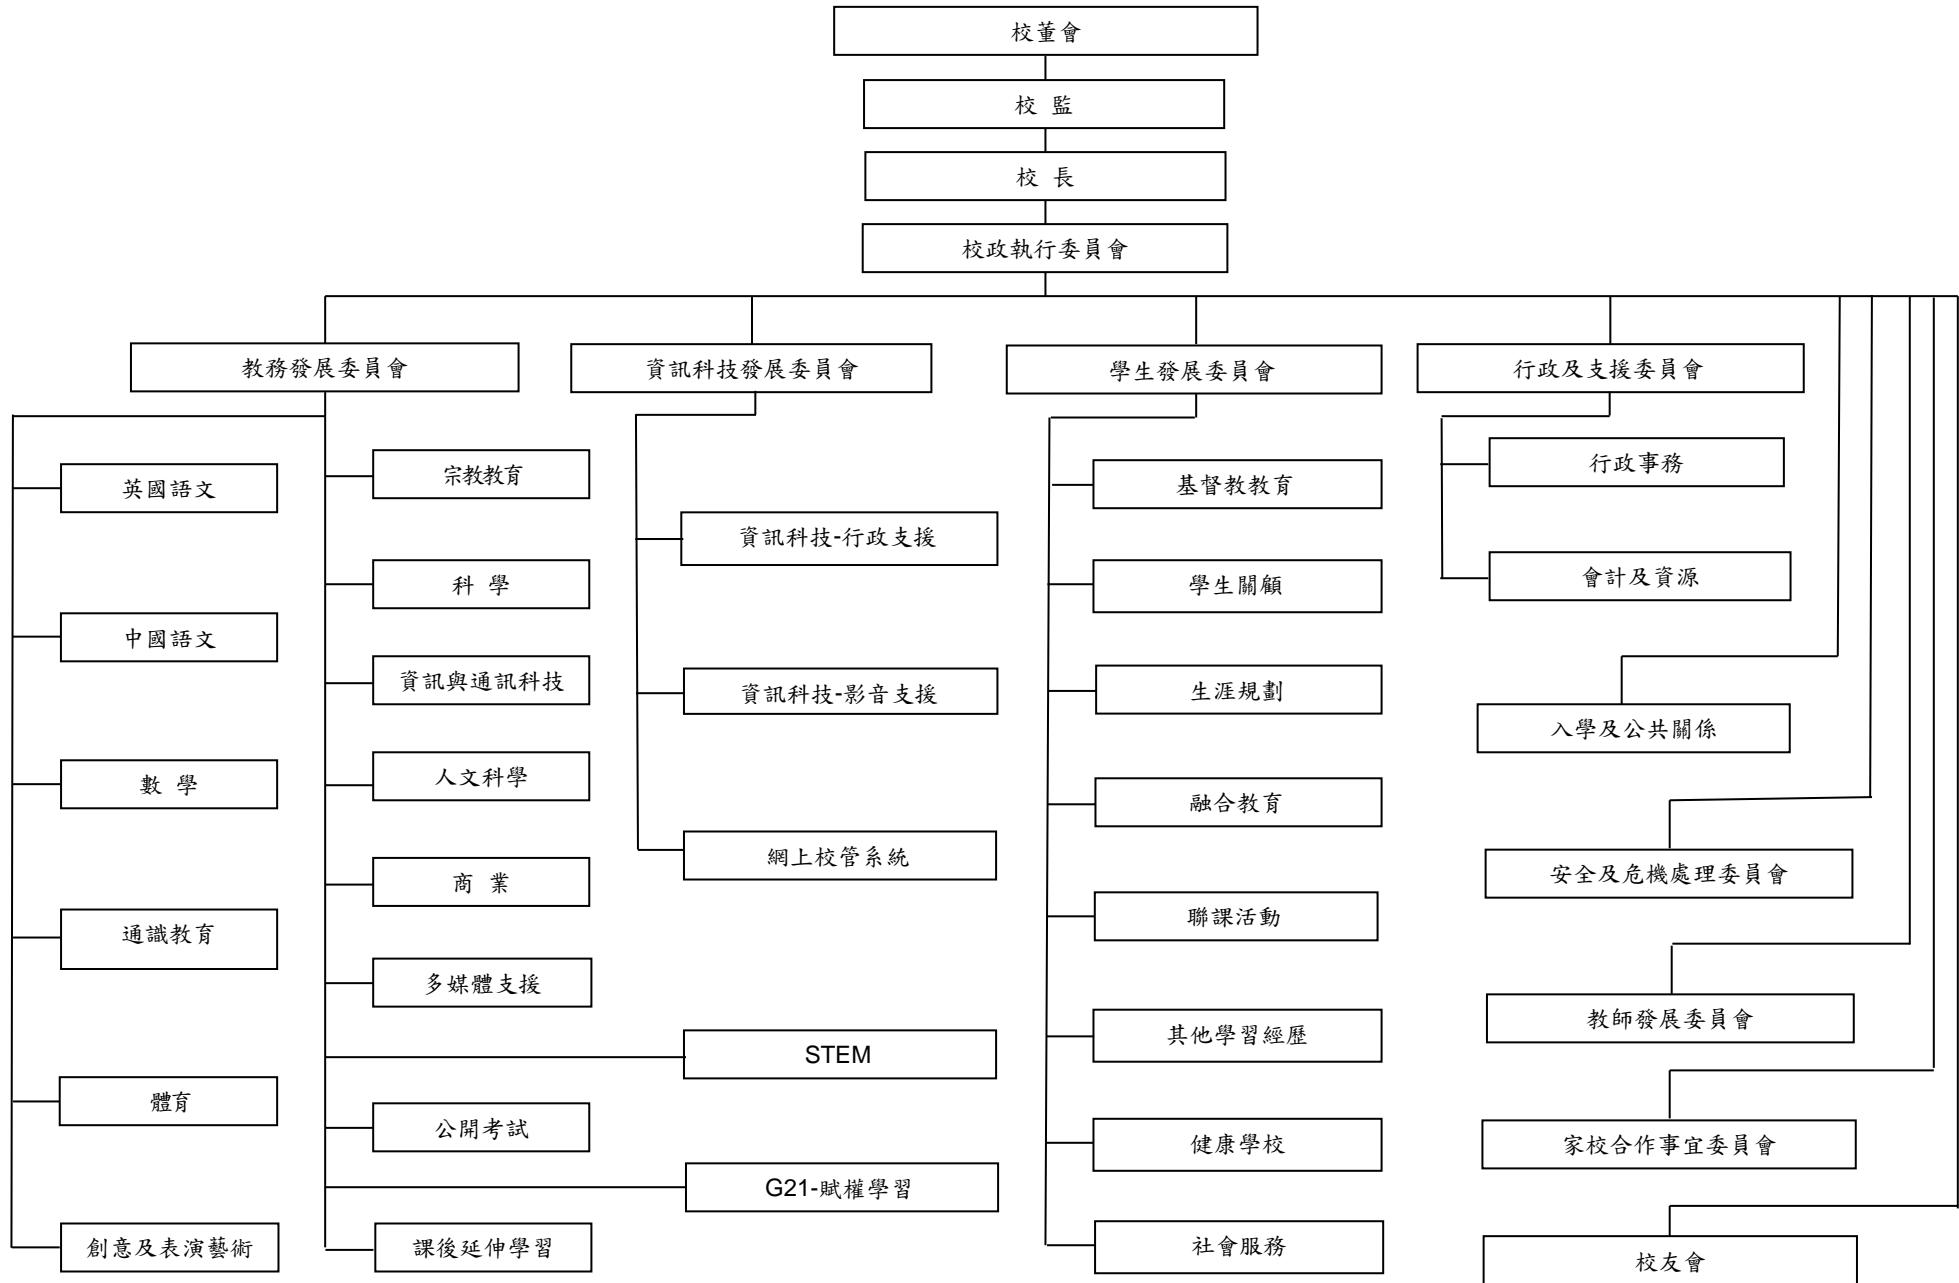 校董會
校 監
校 長
校政執行委員會
教務發展委員會
資訊科技發展委員會
學生發展委員會
行政及支援委員會
英國語文
中國語文
數 學
通識教育
體育
創意及表演藝術
宗教教育
科 學
資訊與通訊科技
人文科學
商 業
多媒體支援
STEM
公開考試
G21-賦權學習
課後延伸學習
資訊科技-行政支援
資訊科技-影音支援
網上校管系統
基督教教育
學生關顧
生涯規劃
融合教育
聯課活動
其他學習經歷
健康學校
社會服務
行政事務
會計及資源
入學及公共關係
安全及危機處理委員會
教師發展委員會
家校合作事宜委員會
校友會